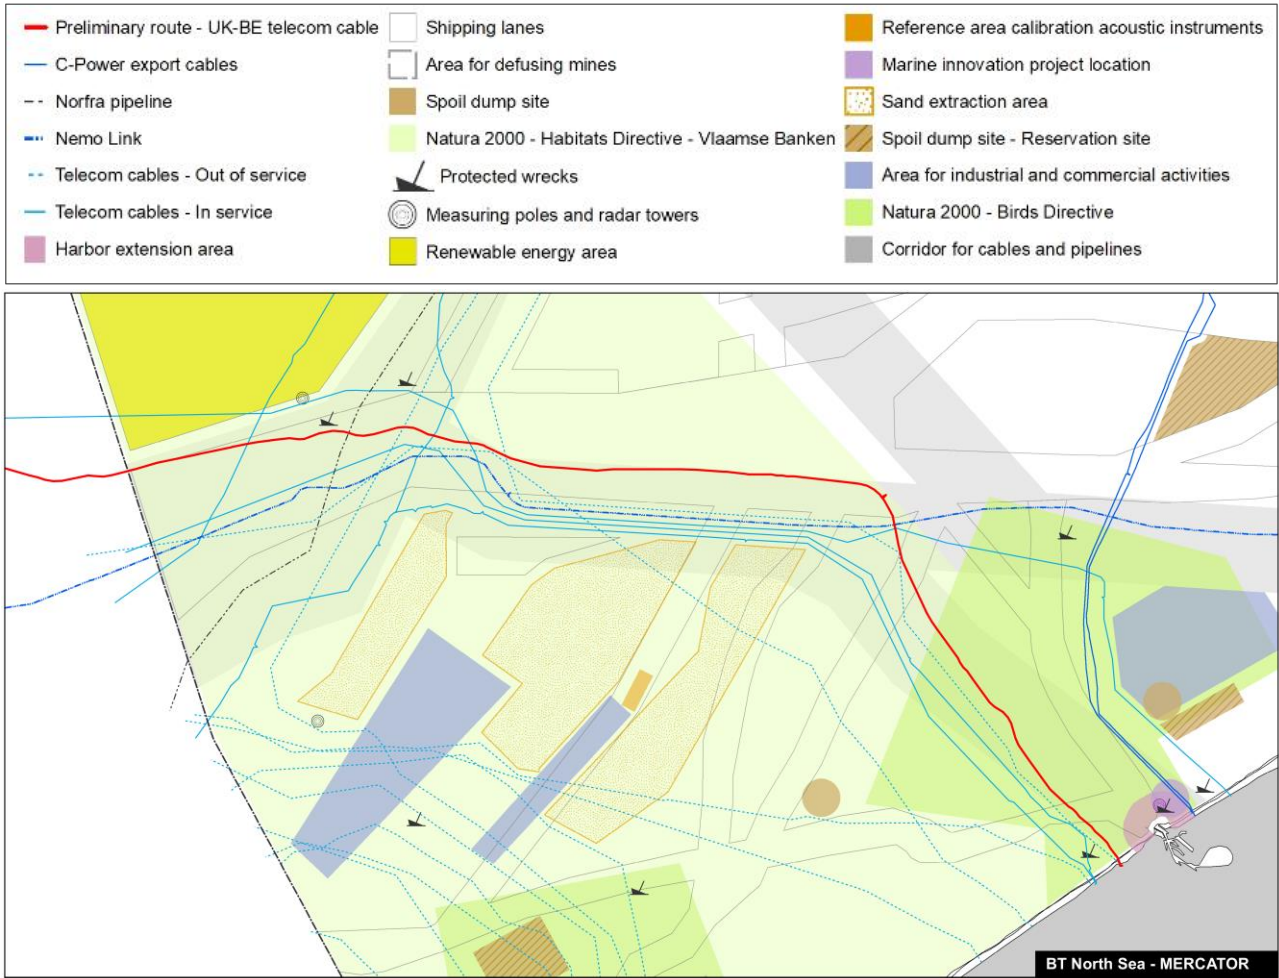 Preliminary route - UK-BE telecom cable
C-Power export cables
Norfra pipeline
Nemo Link
Telecom cables - Out of service
Telecom cables - In service
Harbor extension area
Shipping lanes
Area for defusing mines
Spoil dump site
Natura 2000 - Habitats Directive - Vlaamse Banken
Protected wrecks
Measuring poles and radar towers
Renewable energy area
Reference area calibration acoustic instruments
Marine innovation project location
Sand extraction area
Spoil dump site - Reservation site
Area for industrial and commercial activities
Natura 2000 - Birds Directive
Corridor for cables and pipelines
BT North Sea - MERCATOR